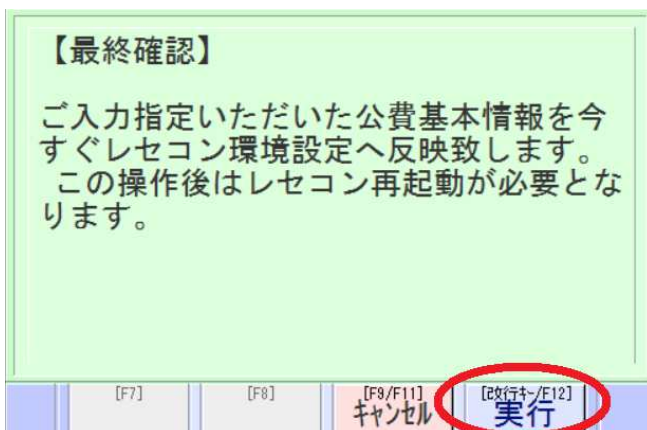 【最終確認】
ご入力指定いただいた公費基本情報を今
すぐレセコン環境設定へ反映致します。
この操作後はレセコン再起動が必要とな
ります。
[F7] [F8] [F9/F11] [改行キー/F12]
キャンセル 実行